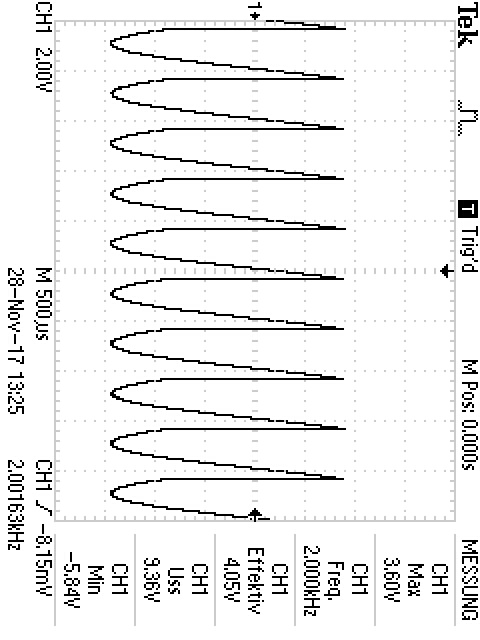 Tek T Trig'd M Pos: 0.000s MESSUNG
CH1
Max
3.60V
CH1
Freq.
2.000kHz
1
CH1
Effektiv
4.05V
CH1
Uss
9.36V
CH1
Min
-5.84V
CH1 2.00V M 500µs CH1 -8.15mV
28-Nov-17 13:25 2.00163kHz